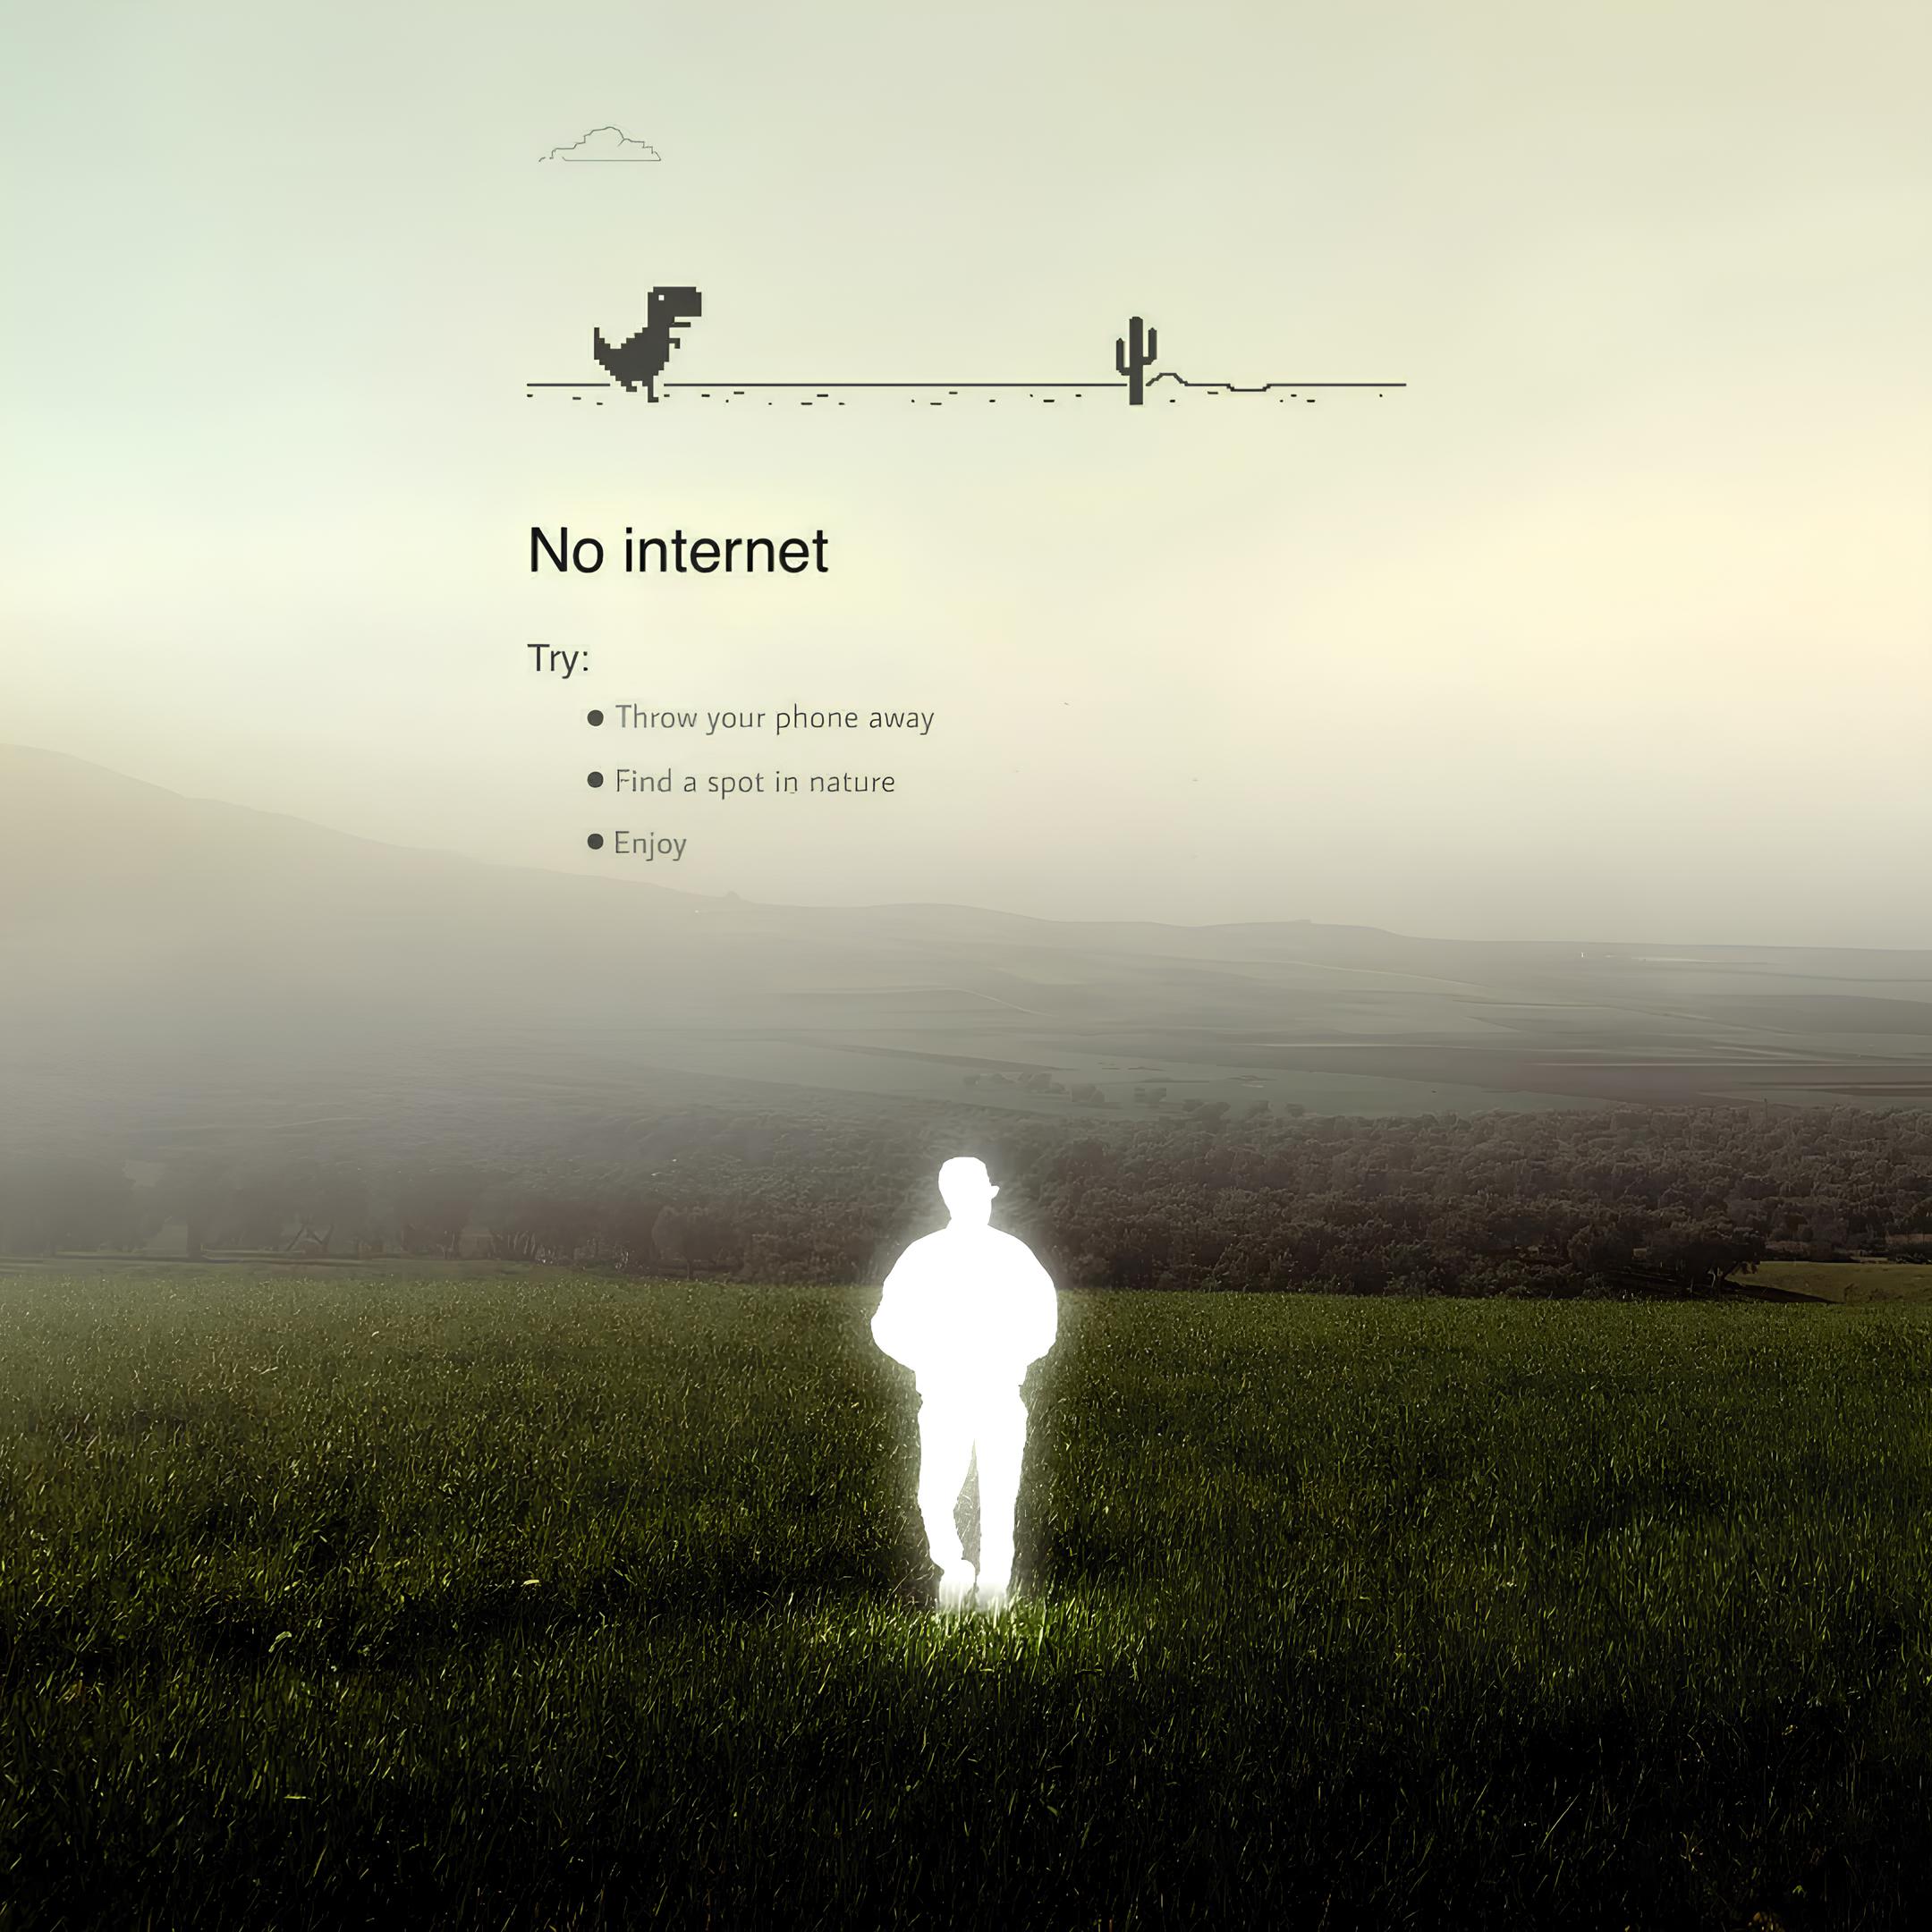 No internet
Try:
● Throw your phone away
● Find a spot in nature
● Enjoy